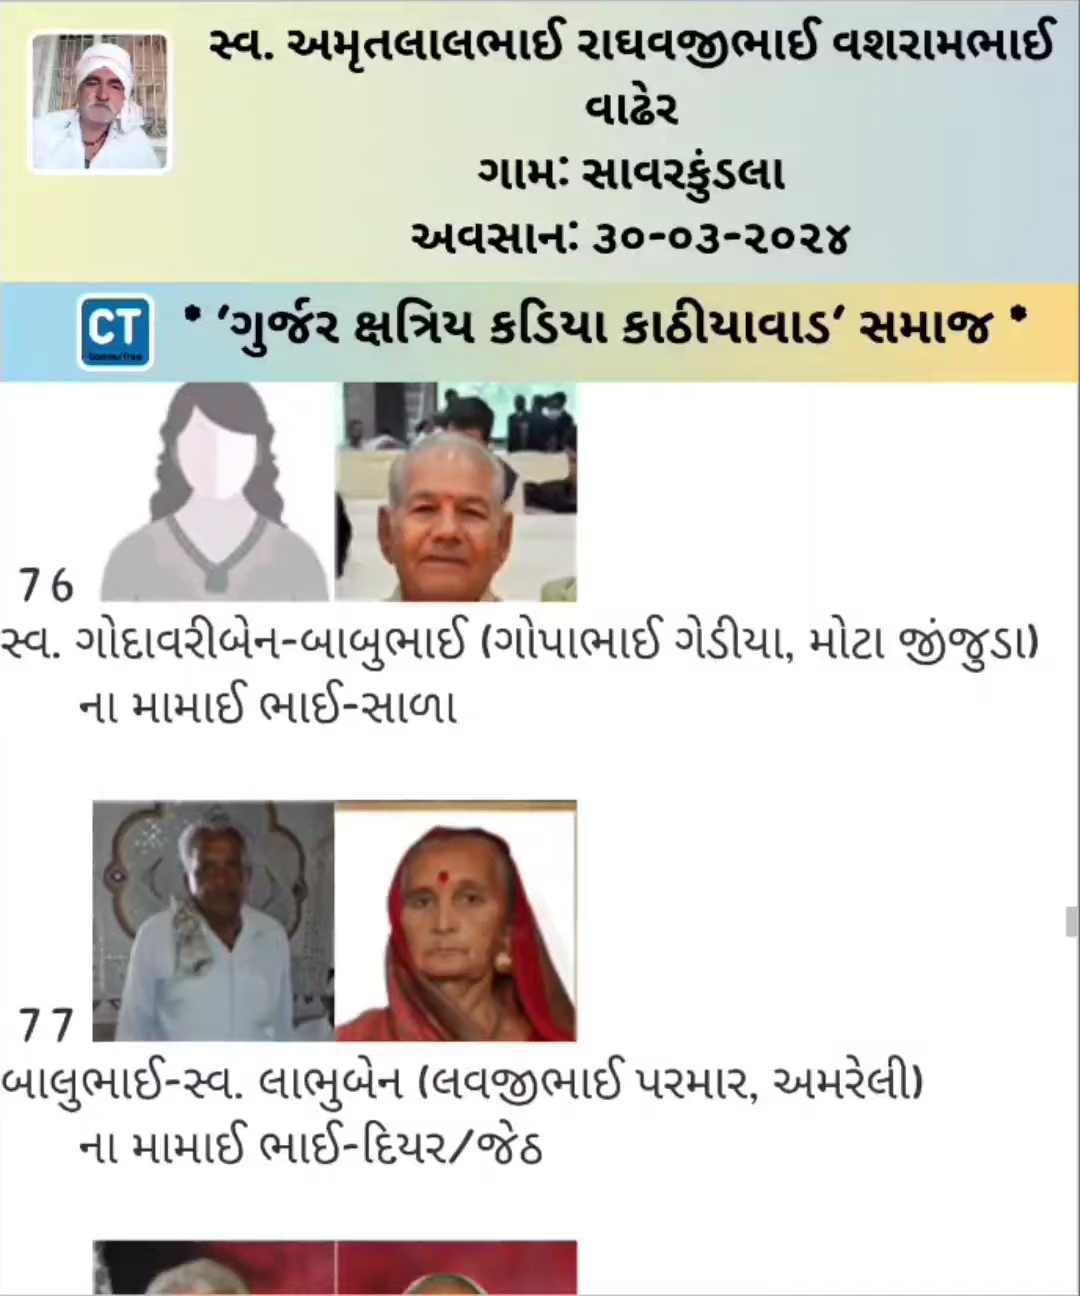 સ્વ. અમૃતલાલભાઈ રાઘવજીભાઈ વશરામભાઈ
વાઢેર
ગામ: સાવરકુંડલા
અવસાન: ૩૦-૦૩-૨૦૨૪
CT
* ‘ગુર્જર ક્ષત્રિય કડિયા કાઠીયાવાડ’ સમાજ *
76
સ્વ. ગોદાવરીબેન-બાબુભાઈ (ગોપાભાઈ ગેડીયા, મોટા જીંજુડા)
ના મામાઈ ભાઈ-સાળા
77
બાલુભાઈ-સ્વ. લાભુબેન (લવજીભાઈ પરમાર, અમરેલી)
ના મામાઈ ભાઈ-દિયર/જેઠ